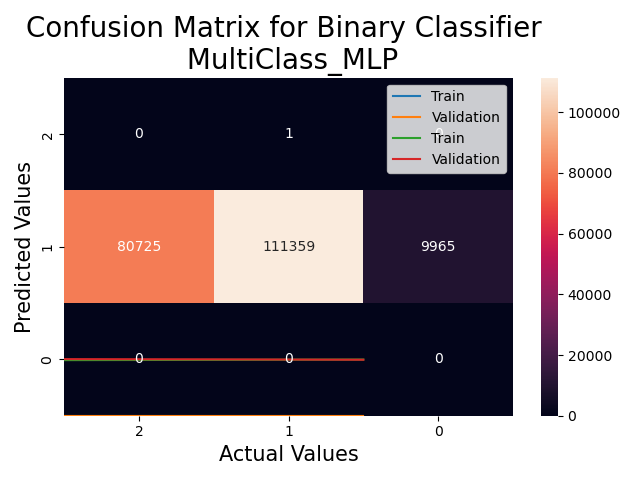 Confusion Matrix for Binary Classifier
MultiClass_MLP
Train
Validation
Train
Validation
Predicted Values
2
1
0
0
1
0
80725
111359
9965
0
0
0
2
1
0
Actual Values
100000
80000
60000
40000
20000
0